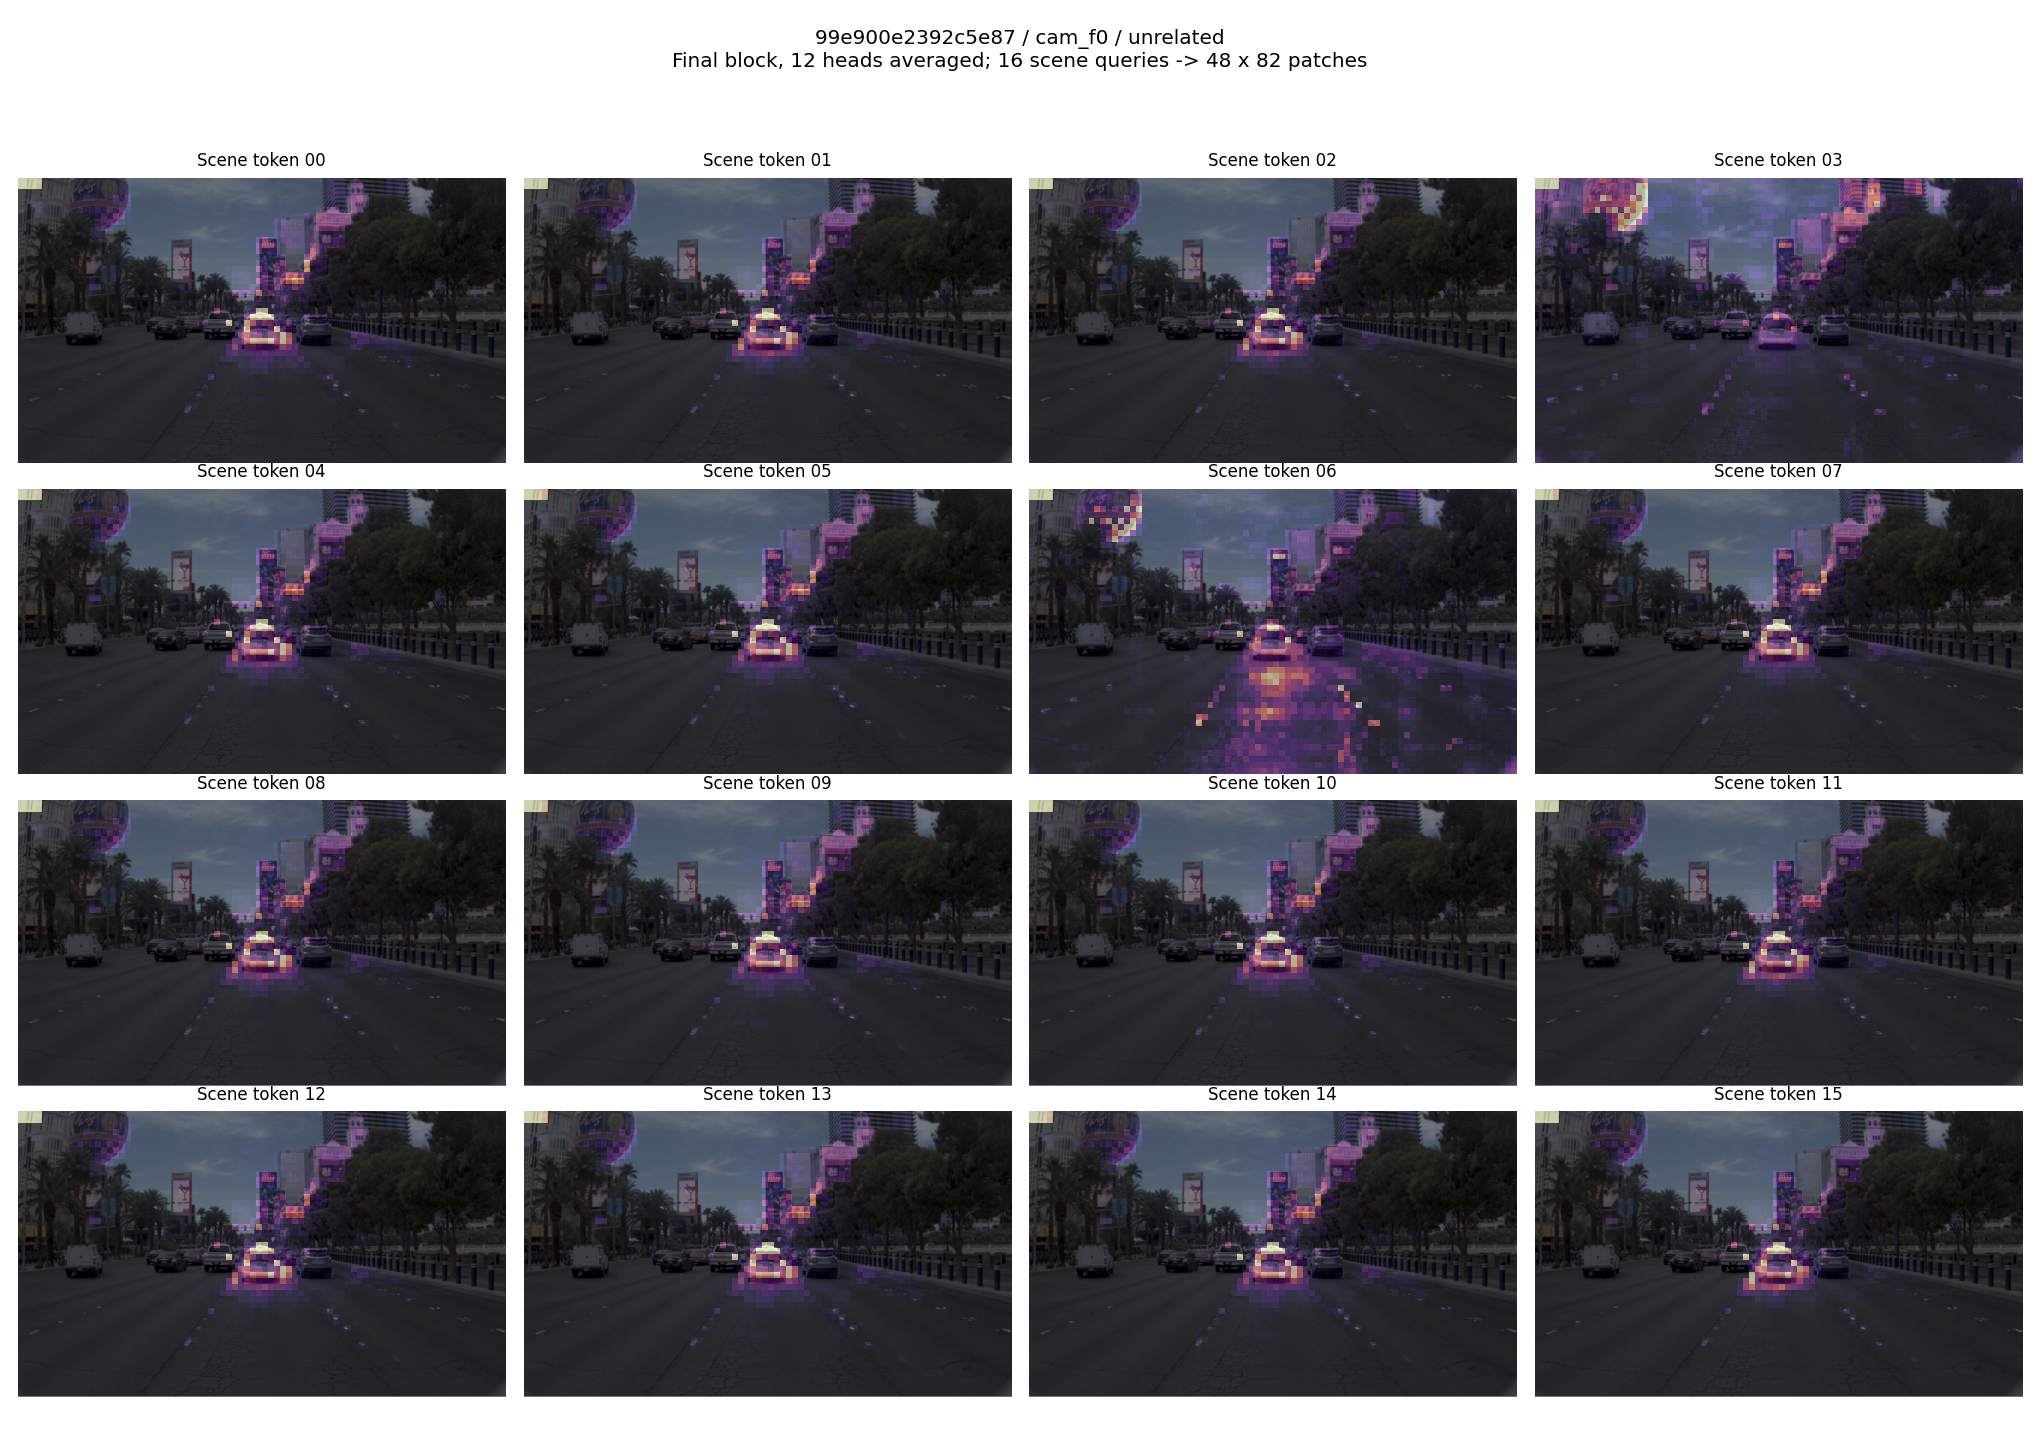 99e900e2392c5e87 / cam_f0 / unrelated
Final block, 12 heads averaged; 16 scene queries -> 48 x 82 patches
Scene token 00
Scene token 01
Scene token 02
Scene token 03
Scene token 04
Scene token 05
Scene token 06
Scene token 07
Scene token 08
Scene token 09
Scene token 10
Scene token 11
Scene token 12
Scene token 13
Scene token 14
Scene token 15